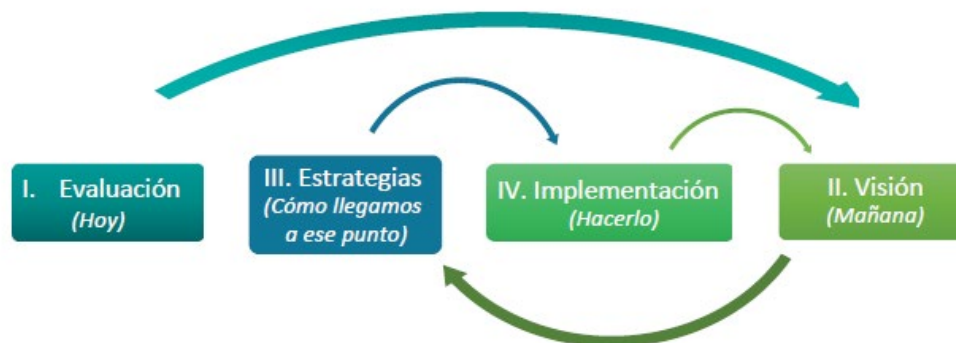 I. Evaluación
(Hoy)
III. Estrategias
(Cómo llegamos
a ese punto)
IV. Implementación
(Hacerlo)
II. Visión
(Mañana)